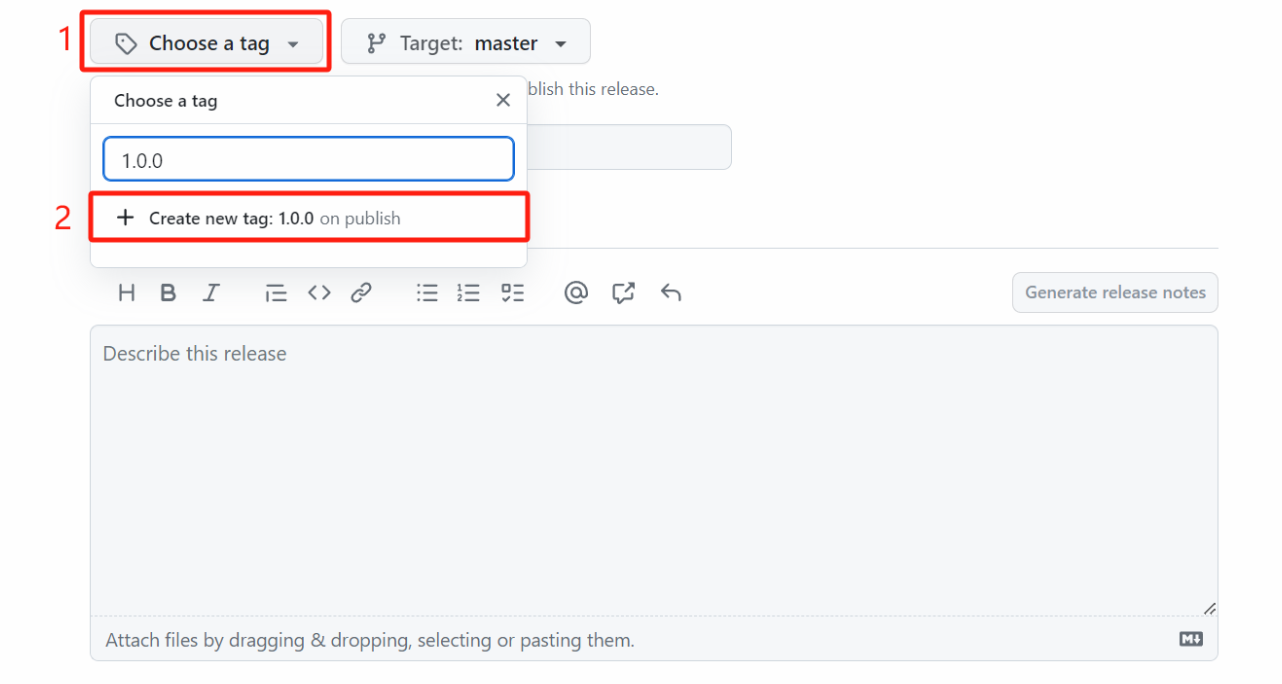 1 Choose a tag Target: master
Choose a tag
blish this release.
1.0.0
2 Create new tag: 1.0.0 on publish
H B I @ Generate release notes
Describe this release
Attach files by dragging & dropping, selecting or pasting them.